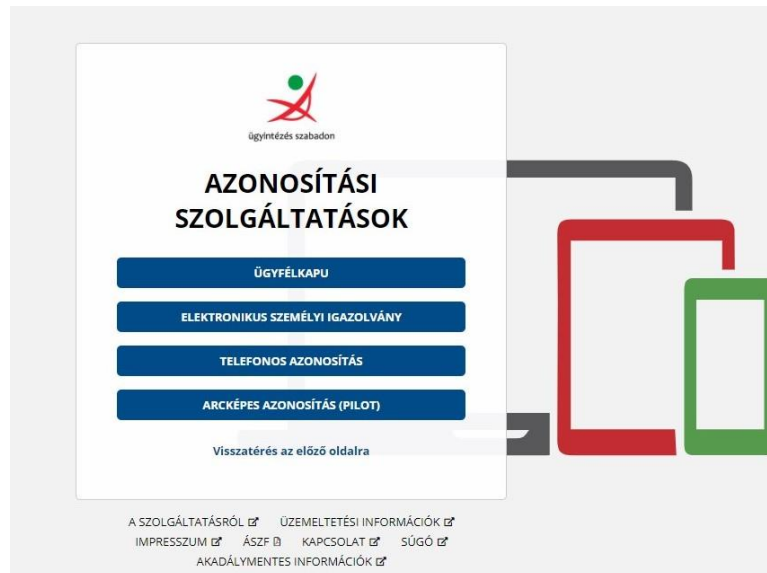 ügyintézés szabadon
AZONOSÍTÁSI
SZOLGÁLTATÁSOK
ÜGYFÉLKAPU
ELEKTRONIKUS SZEMÉLYI IGAZOLVÁNY
TELEFONOS AZONOSÍTÁS
ARCKÉPES AZONOSÍTÁS (PILOT)
Visszatérés az előző oldalra
A SZOLGÁLTATÁSRÓL ÜZEMELTETÉSI INFORMÁCIÓK
IMPRESSZUM ÁSZF KAPCSOLAT SÚGÓ
AKADÁLYMENTES INFORMÁCIÓK